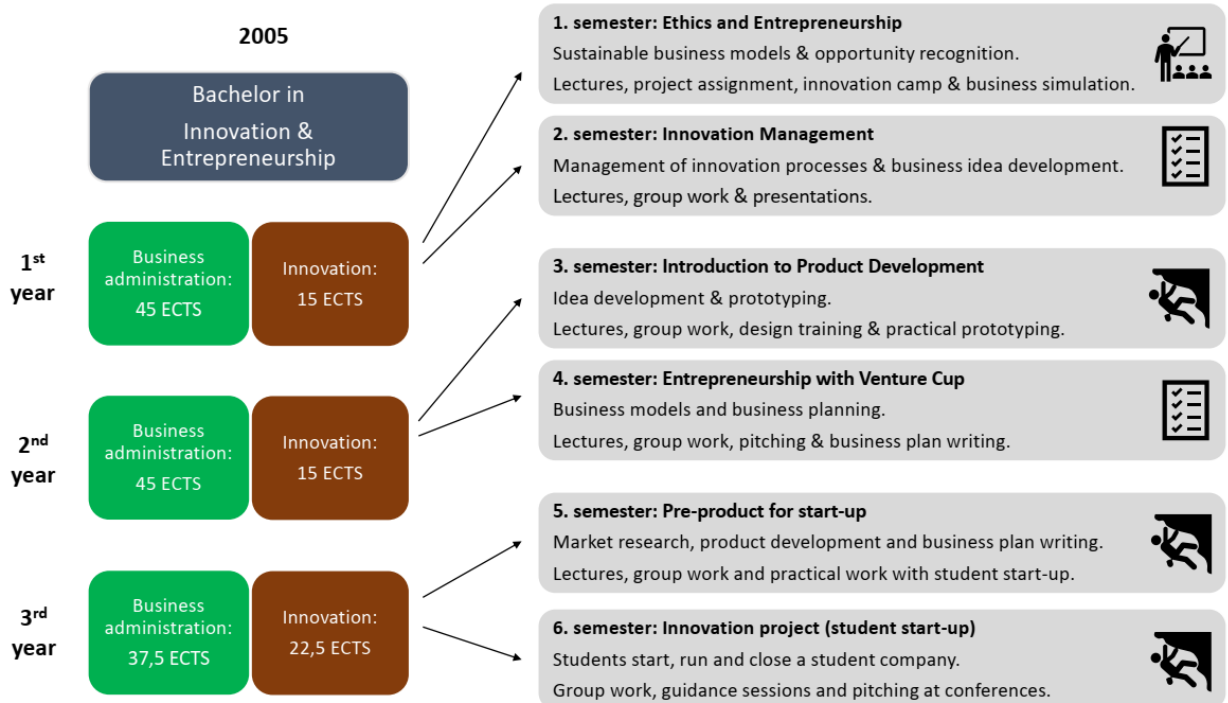 2005
Bachelor in
Innovation &
Entrepreneurship
1st
year
Business
administration:
45 ECTS
Innovation:
15 ECTS
2nd
year
Business
administration:
45 ECTS
Innovation:
15 ECTS
3rd
year
Business
administration:
37,5 ECTS
Innovation:
22,5 ECTS
1. semester: Ethics and Entrepreneurship
Sustainable business models & opportunity recognition.
Lectures, project assignment, innovation camp & business simulation.
2. semester: Innovation Management
Management of innovation processes & business idea development.
Lectures, group work & presentations.
3. semester: Introduction to Product Development
Idea development & prototyping.
Lectures, group work, design training & practical prototyping.
4. semester: Entrepreneurship with Venture Cup
Business models and business planning.
Lectures, group work, pitching & business plan writing.
5. semester: Pre-product for start-up
Market research, product development and business plan writing.
Lectures, group work and practical work with student start-up.
6. semester: Innovation project (student start-up)
Students start, run and close a student company.
Group work, guidance sessions and pitching at conferences.